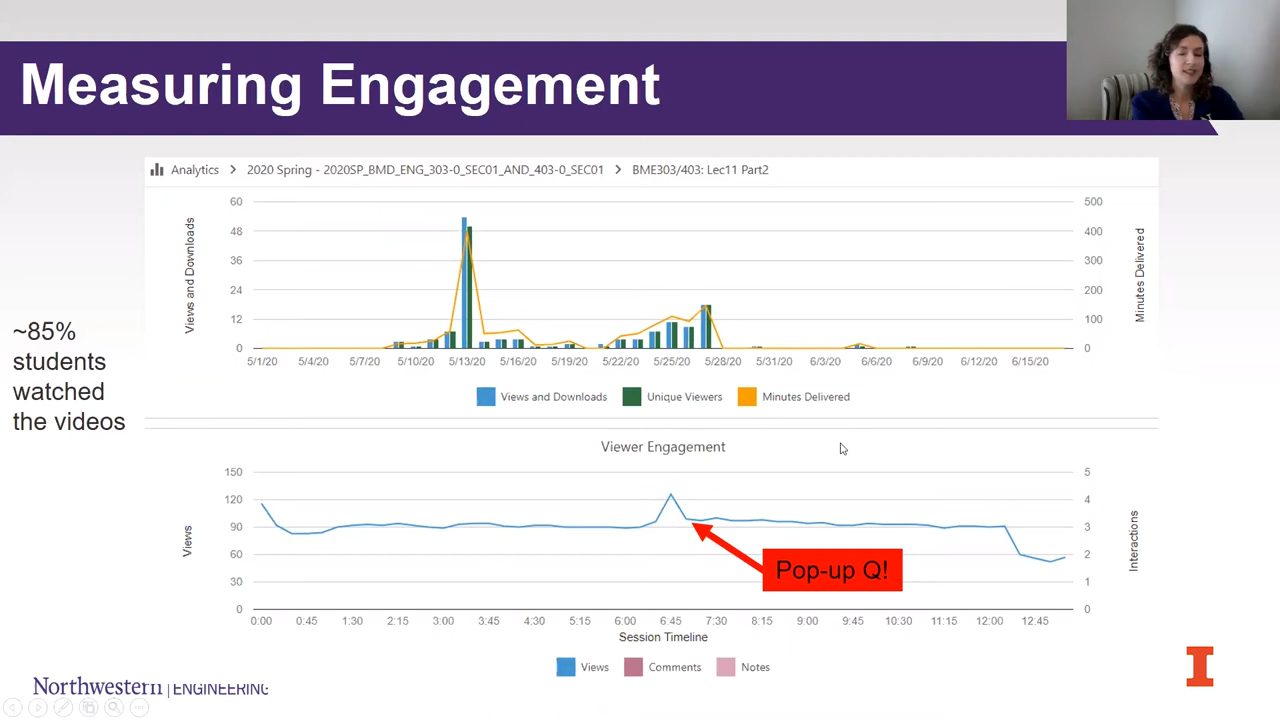 Measuring Engagement
Analytics > 2020 Spring - 2020SP_BMD_ENG_303-0_SEC01_AND_403-0_SEC01 > BME303/403: Lec11 Part2
60 500
48 400
36 300
24 200
12 100
0 0
Views and Downloads
Minutes Delivered
5/1/20 5/4/20 5/7/20 5/10/20 5/13/20 5/16/20 5/19/20 5/22/20 5/25/20 5/28/20 5/31/20 6/3/20 6/6/20 6/9/20 6/12/20 6/15/20
Views and Downloads Unique Viewers Minutes Delivered
~85%
students
watched
the videos
Viewer Engagement
150 5
120 4
90 3
60 2
30 1
0 0
Views
Interactions
Pop-up Q!
0:00 0:45 1:30 2:15 3:00 3:45 4:30 5:15 6:00 6:45 7:30 8:15 9:00 9:45 10:30 11:15 12:00 12:45
Session Timeline
Views Comments Notes
Northwestern | ENGINEERING
I